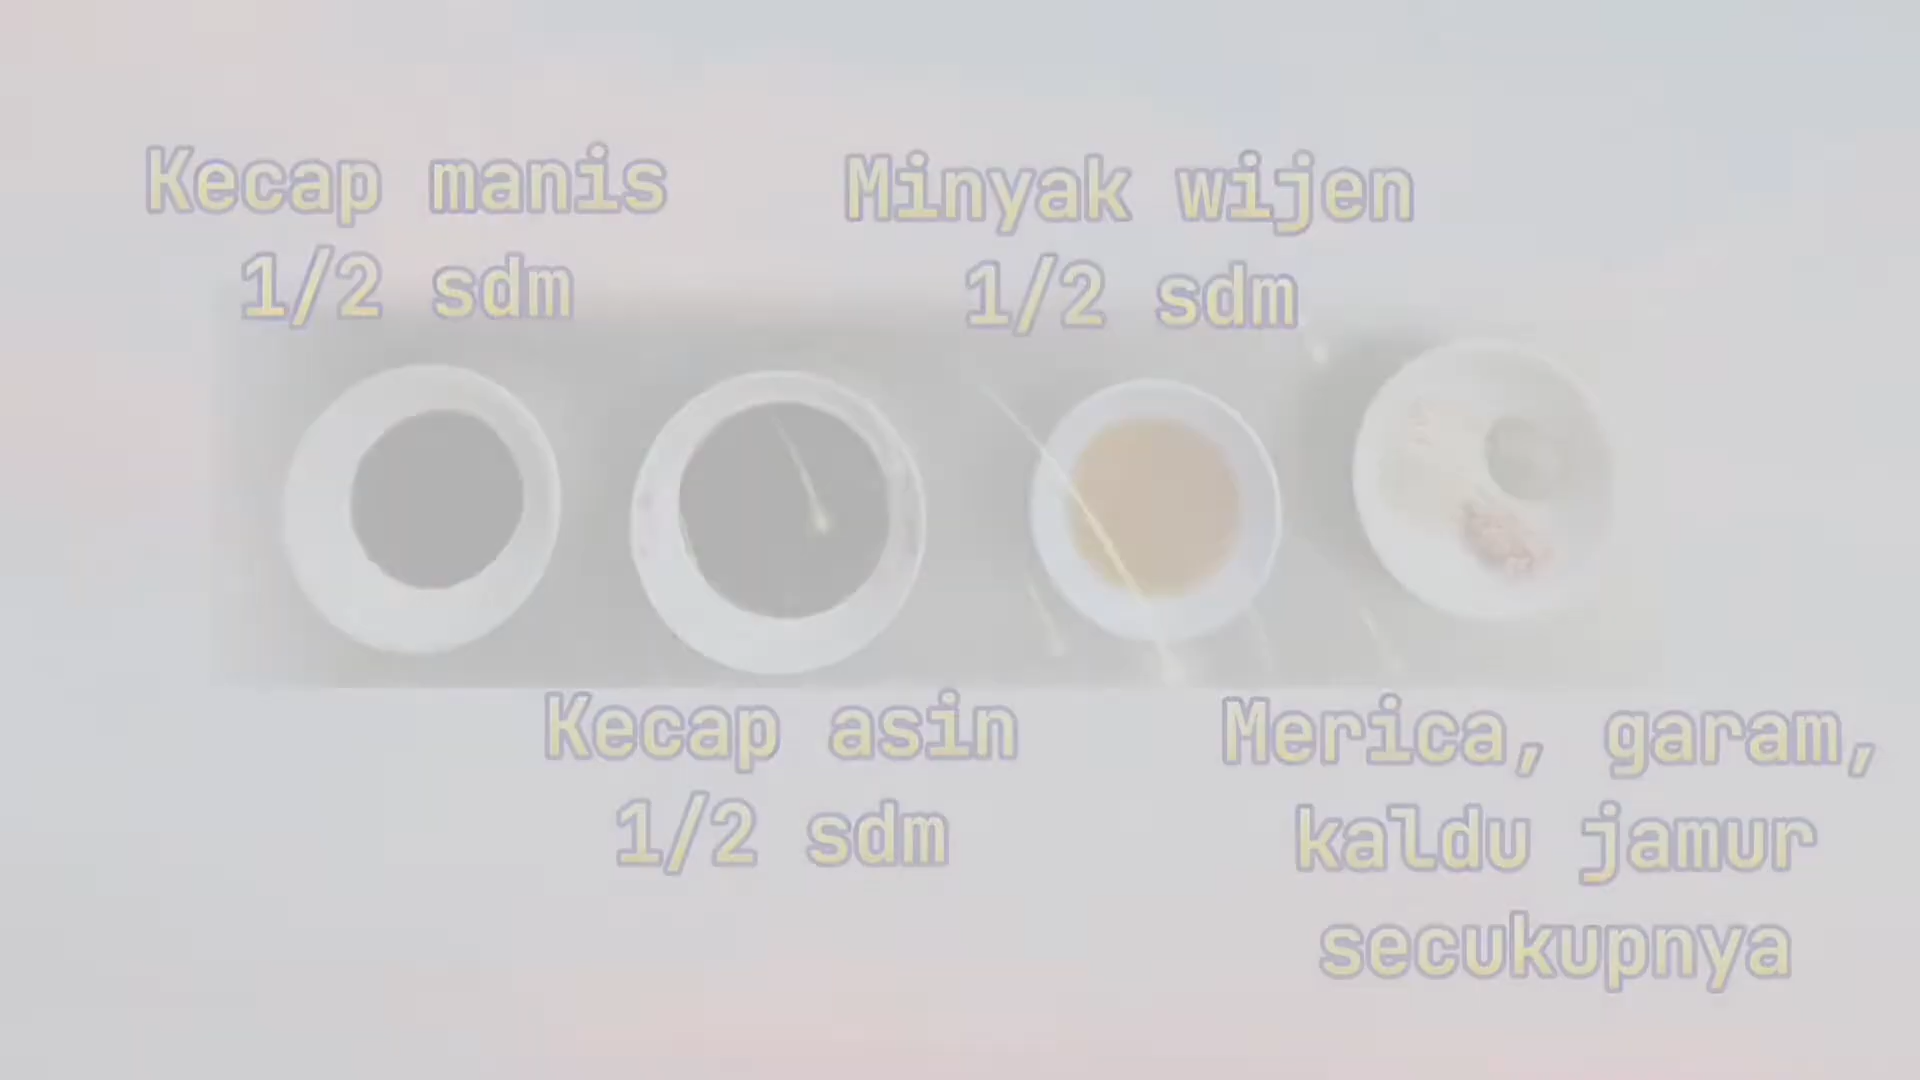 Kecap manis
1/2 sdm
Minyak wijen
1/2 sdm
Kecap asin
1/2 sdm
Merica, garam,
kaldu jamur
secukupnya